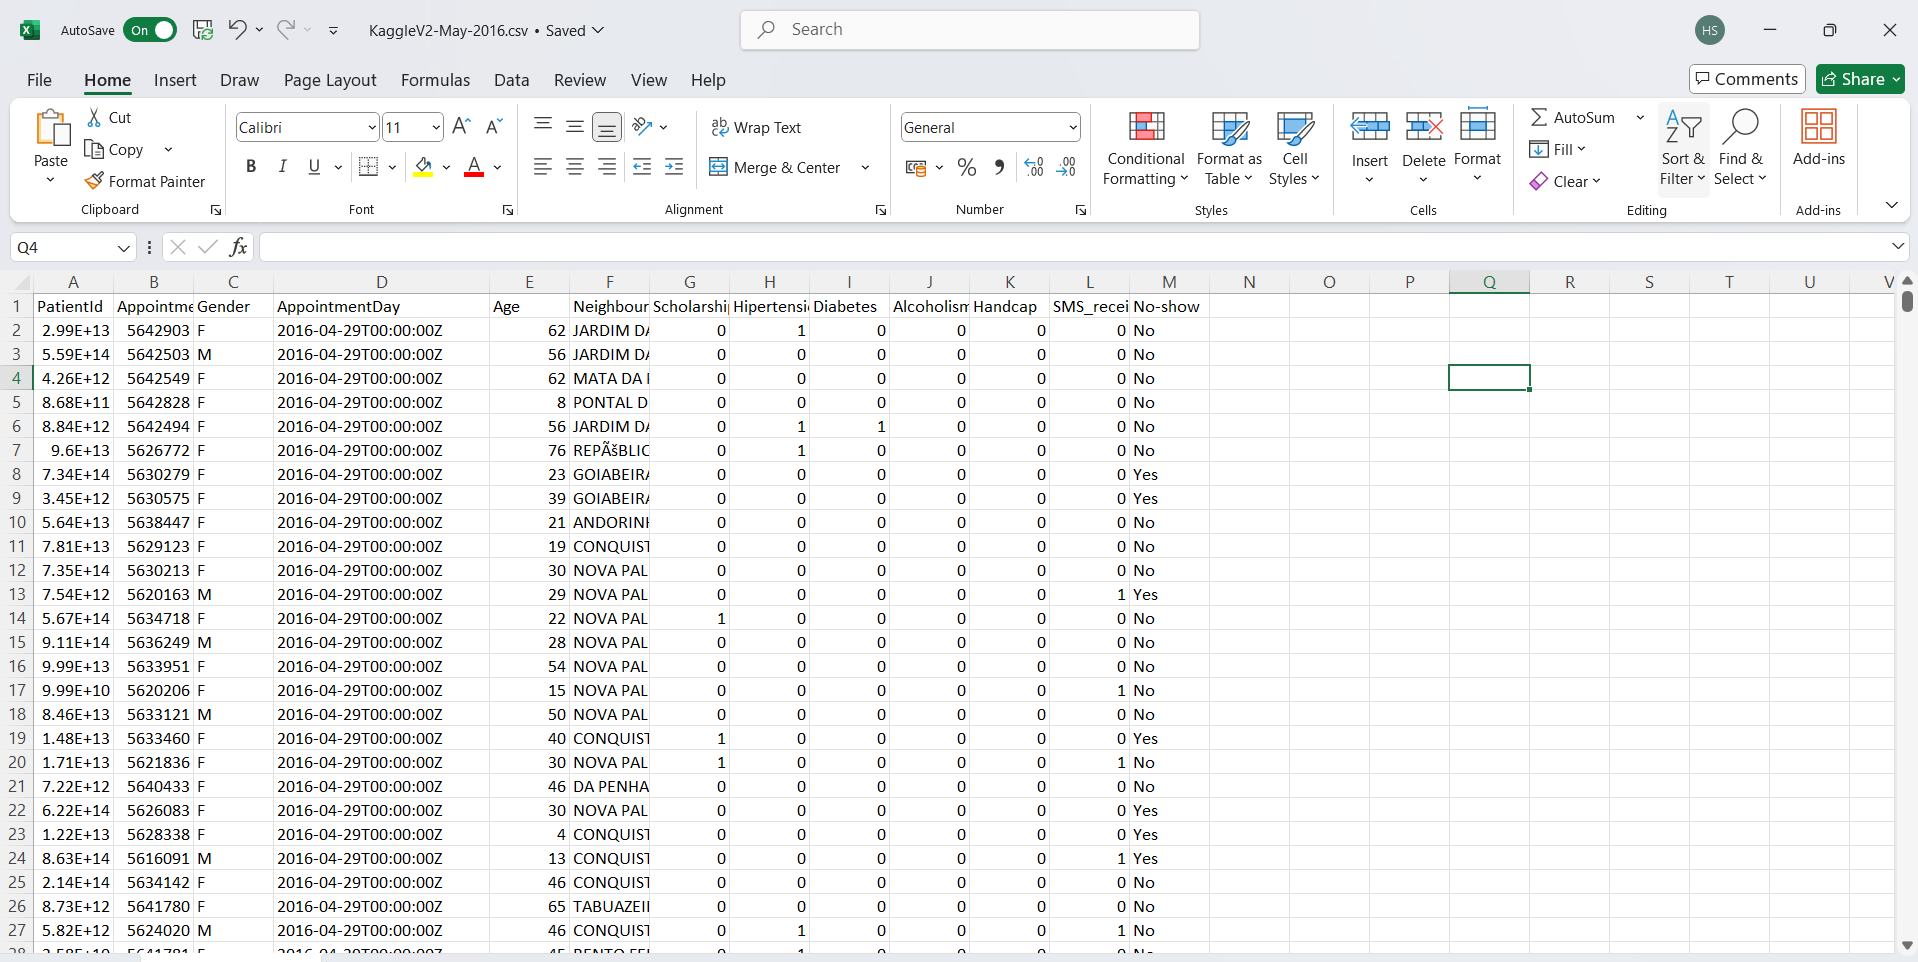 AutoSave On KaggleV2-May-2016.csv • Saved Search HS
File Home Insert Draw Page Layout Formulas Data Review View Help Comments Share
Paste Cut Copy Format Painter Clipboard
Calibri 11 B I U A Font
Wrap Text Merge & Center Alignment
General % Number
Conditional Formatting Format as Table Cell Styles Styles
Insert Delete Format Cells
AutoSum Fill Clear Sort & Filter Find & Select Editing
Add-ins Add-ins
Q4 fx
A B C D E F G H I J K L M N O P Q R S T U V
1 PatientId Appointme Gender AppointmentDay Age Neighbour Scholarship Hipertensi Diabetes Alcoholism Handcap SMS_recei No-show
2 2.99E+13 5642903 F 2016-04-29T00:00:00Z 62 JARDIM DA 0 1 0 0 0 0 No
3 5.59E+14 5642503 M 2016-04-29T00:00:00Z 56 JARDIM DA 0 0 0 0 0 0 No
4 4.26E+12 5642549 F 2016-04-29T00:00:00Z 62 MATA DA 0 0 0 0 0 0 No
5 8.68E+11 5642828 F 2016-04-29T00:00:00Z 8 PONTAL D 0 0 0 0 0 0 No
6 8.84E+12 5642494 F 2016-04-29T00:00:00Z 56 JARDIM DA 0 1 1 0 0 0 No
7 9.6E+13 5626772 F 2016-04-29T00:00:00Z 76 REPÃšBLIC 0 1 0 0 0 0 No
8 7.34E+14 5630279 F 2016-04-29T00:00:00Z 23 GOIABEIRA 0 0 0 0 0 0 Yes
9 3.45E+12 5630575 F 2016-04-29T00:00:00Z 39 GOIABEIRA 0 0 0 0 0 0 Yes
10 5.64E+13 5638447 F 2016-04-29T00:00:00Z 21 ANDORINH 0 0 0 0 0 0 No
11 7.81E+13 5629123 F 2016-04-29T00:00:00Z 19 CONQUIST 0 0 0 0 0 0 No
12 7.35E+14 5630213 F 2016-04-29T00:00:00Z 30 NOVA PAL 0 0 0 0 0 0 No
13 7.54E+12 5620163 M 2016-04-29T00:00:00Z 29 NOVA PAL 0 0 0 0 0 1 Yes
14 5.67E+14 5634718 F 2016-04-29T00:00:00Z 22 NOVA PAL 1 0 0 0 0 0 No
15 9.11E+14 5636249 M 2016-04-29T00:00:00Z 28 NOVA PAL 0 0 0 0 0 0 No
16 9.99E+13 5633951 F 2016-04-29T00:00:00Z 54 NOVA PAL 0 0 0 0 0 0 No
17 9.99E+10 5620206 F 2016-04-29T00:00:00Z 15 NOVA PAL 0 0 0 0 0 1 No
18 8.46E+13 5633121 M 2016-04-29T00:00:00Z 50 NOVA PAL 0 0 0 0 0 0 No
19 1.48E+13 5633460 F 2016-04-29T00:00:00Z 40 CONQUIST 1 0 0 0 0 0 Yes
20 1.71E+13 5621836 F 2016-04-29T00:00:00Z 30 NOVA PAL 1 0 0 0 0 1 No
21 7.22E+12 5640433 F 2016-04-29T00:00:00Z 46 DA PENHA 0 0 0 0 0 0 No
22 6.22E+14 5626083 F 2016-04-29T00:00:00Z 30 NOVA PAL 0 0 0 0 0 0 Yes
23 1.22E+13 5628338 F 2016-04-29T00:00:00Z 4 CONQUIST 0 0 0 0 0 0 Yes
24 8.63E+14 5616091 M 2016-04-29T00:00:00Z 13 CONQUIST 0 0 0 0 0 1 Yes
25 2.14E+14 5634142 F 2016-04-29T00:00:00Z 46 CONQUIST 0 0 0 0 0 0 No
26 8.73E+12 5641780 F 2016-04-29T00:00:00Z 65 TABUAZEI 0 0 0 0 0 0 No
27 5.82E+12 5624020 M 2016-04-29T00:00:00Z 46 CONQUIST 0 1 0 0 0 1 No